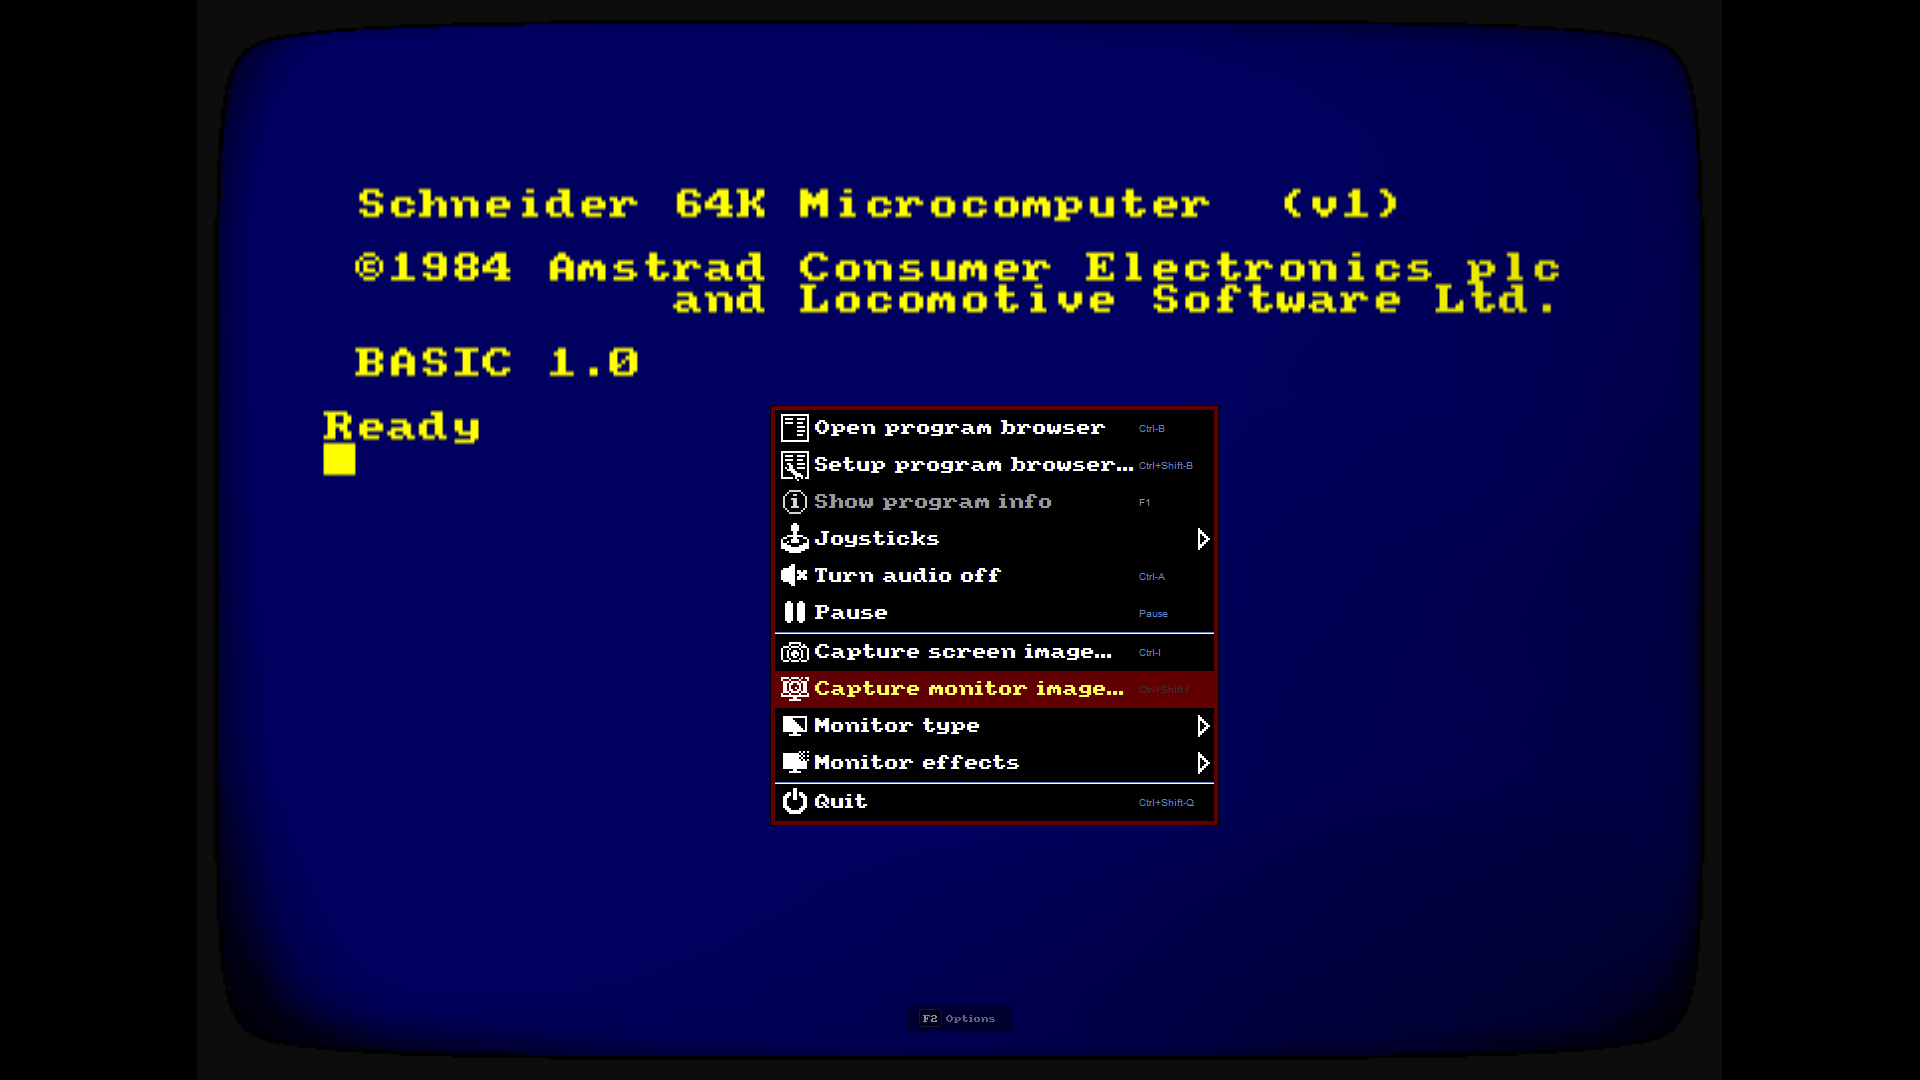 Schneider 64K Microcomputer (v1)
©1984 Amstrad Consumer Electronics plc
and Locomotive Software Ltd.
BASIC 1.0
Ready
Open program browser Ctrl-B
Setup program browser... Ctrl+Shift-B
Show program info F1
Joysticks
Turn audio off Ctrl-A
Pause Pause
Capture screen image... Ctrl-I
Capture monitor image... Ctrl+Shift-I
Monitor type
Monitor effects
Quit Ctrl+Shift-Q
F2 Options